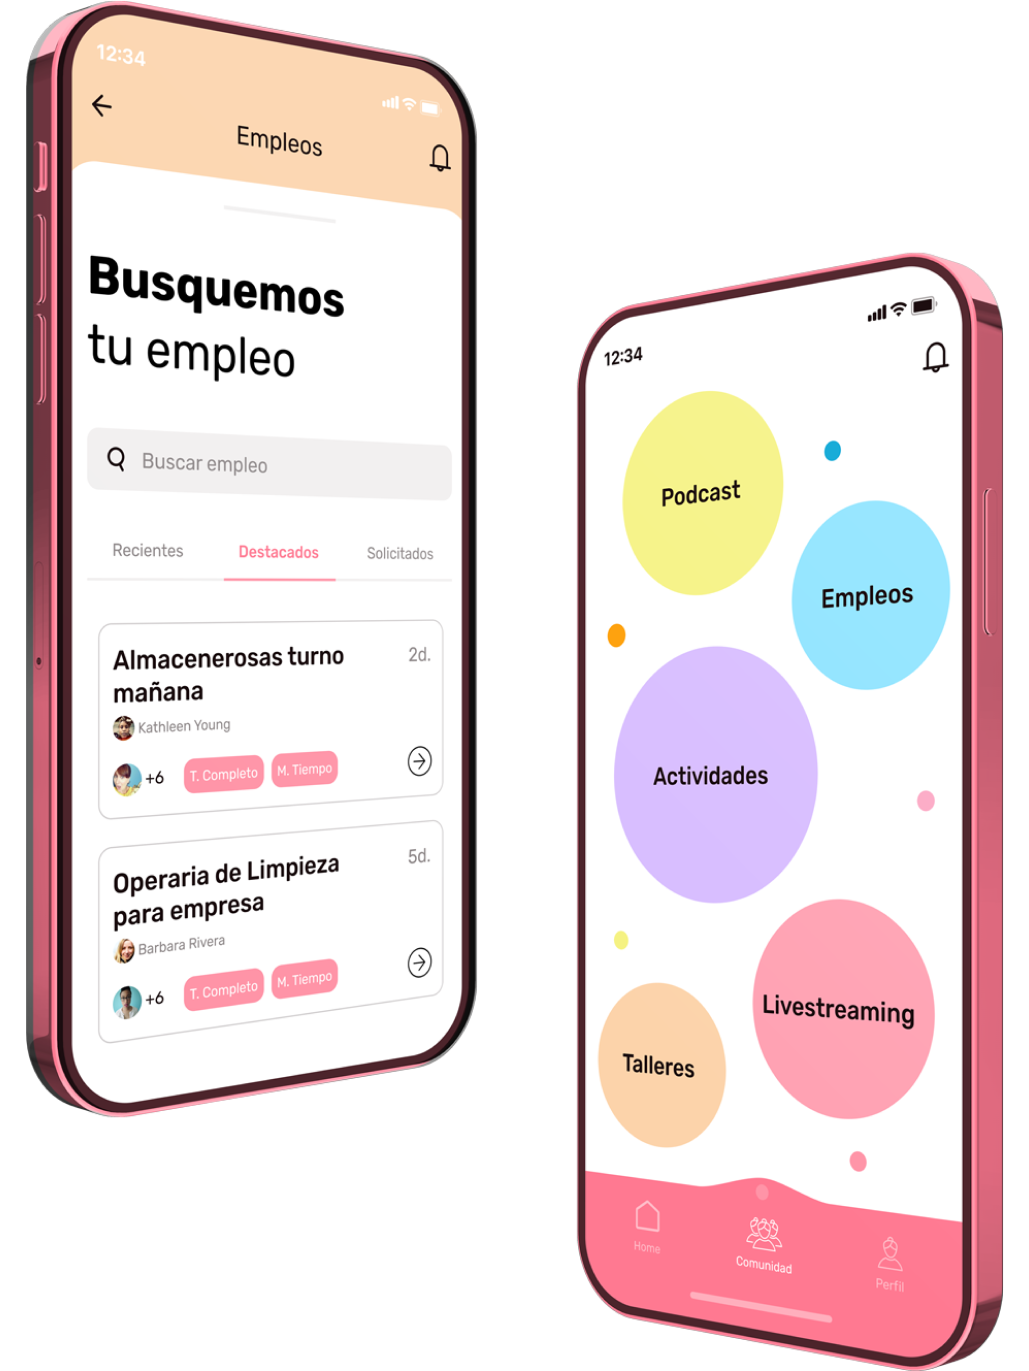 12:34
Empleos
Busquemos
tu empleo
Buscar empleo
Recientes
Destacados
Solicitados
Almacenerosas turno
mañana
2d.
Kathleen Young
+6
T. Completo
M. Tiempo
Operaria de Limpieza
para empresa
5d.
Barbara Rivera
+6
T. Completo
M. Tiempo
12:34
Podcast
Empleos
Actividades
Livestreaming
Talleres
Home
Comunidad
Perfil